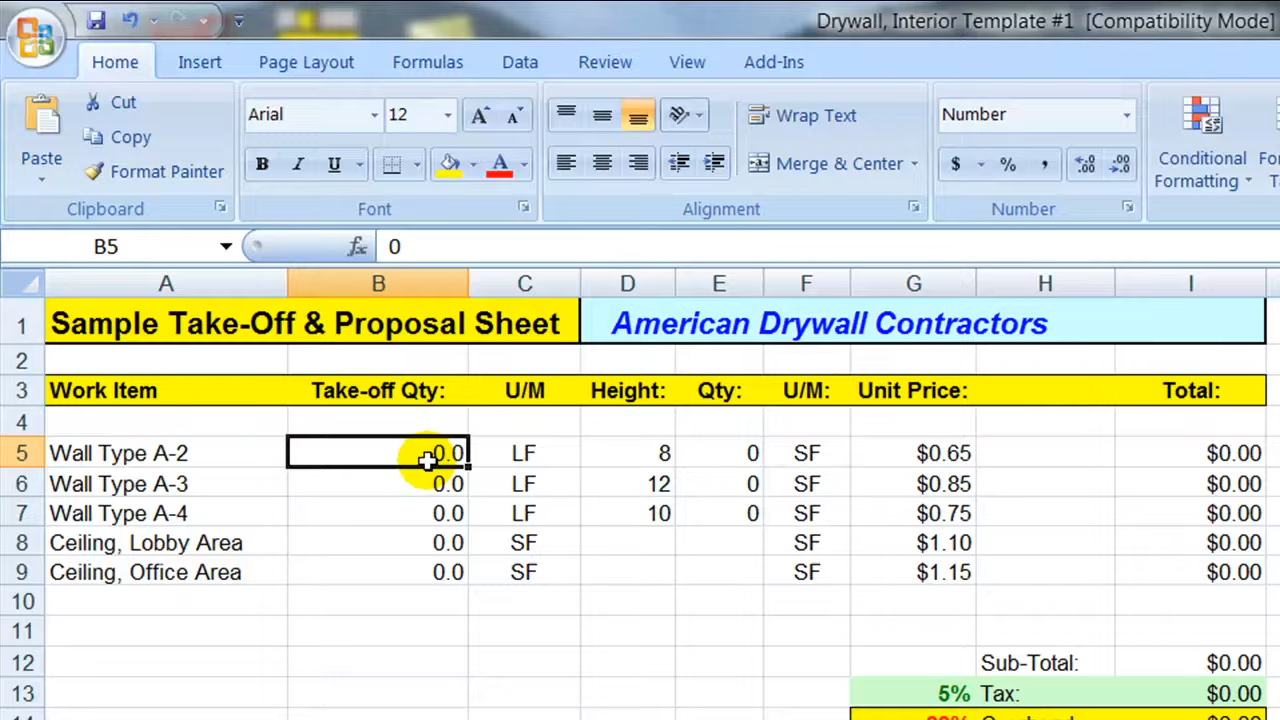 Drywall, Interior Template #1 [Compatibility Mode]
Home Insert Page Layout Formulas Data Review View Add-Ins
Paste
Cut
Copy
Format Painter
Clipboard
Arial 12
A A
B I U A
Font
Wrap Text
Merge & Center
Alignment
Number
$ % , .0 .00 .00 .0
Number
Conditional
Formatting
B5 fx 0
A B C D E F G H I
1 Sample Take-Off & Proposal Sheet American Drywall Contractors
2
3 Work Item Take-off Qty: U/M Height: Qty: U/M: Unit Price: Total:
4
5 Wall Type A-2 0.0 LF 8 0 SF $0.65 $0.00
6 Wall Type A-3 0.0 LF 12 0 SF $0.85 $0.00
7 Wall Type A-4 0.0 LF 10 0 SF $0.75 $0.00
8 Ceiling, Lobby Area 0.0 SF SF $1.10 $0.00
9 Ceiling, Office Area 0.0 SF SF $1.15 $0.00
10
11
12 Sub-Total: $0.00
13 5% Tax: $0.00